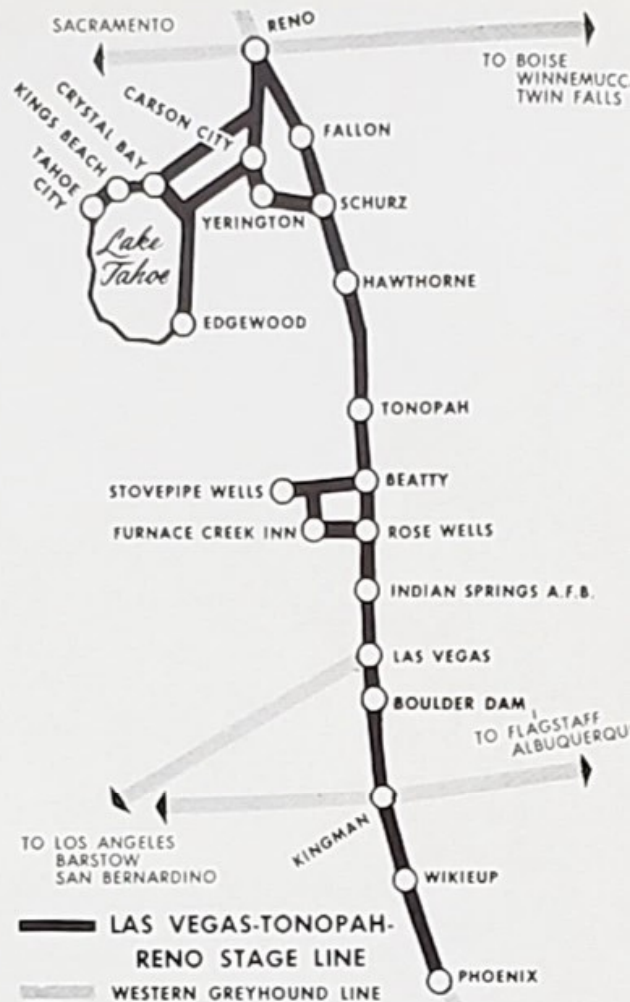 SACRAMENTO
RENO
TO BOISE
WINNEMUCC
TWIN FALLS
CARSON CITY
CRYSTAL BAY
KINGS BEACH
TAHOE
CITY
FALLON
YERINGTON
SCHURZ
Lake
Tahoe
HAWTHORNE
EDGEWOOD
TONOPAH
STOVEPIPE WELLS
BEATTY
FURNACE CREEK INN
ROSE WELLS
INDIAN SPRINGS A.F.B.
LAS VEGAS
BOULDER DAM
TO FLAGSTAFF
ALBUQUERQU
KINGMAN
TO LOS ANGELES
BARSTOW
SAN BERNARDINO
WIKIEUP
LAS VEGAS-TONOPAH-
RENO STAGE LINE
PHOENIX
WESTERN GREYHOUND LINE